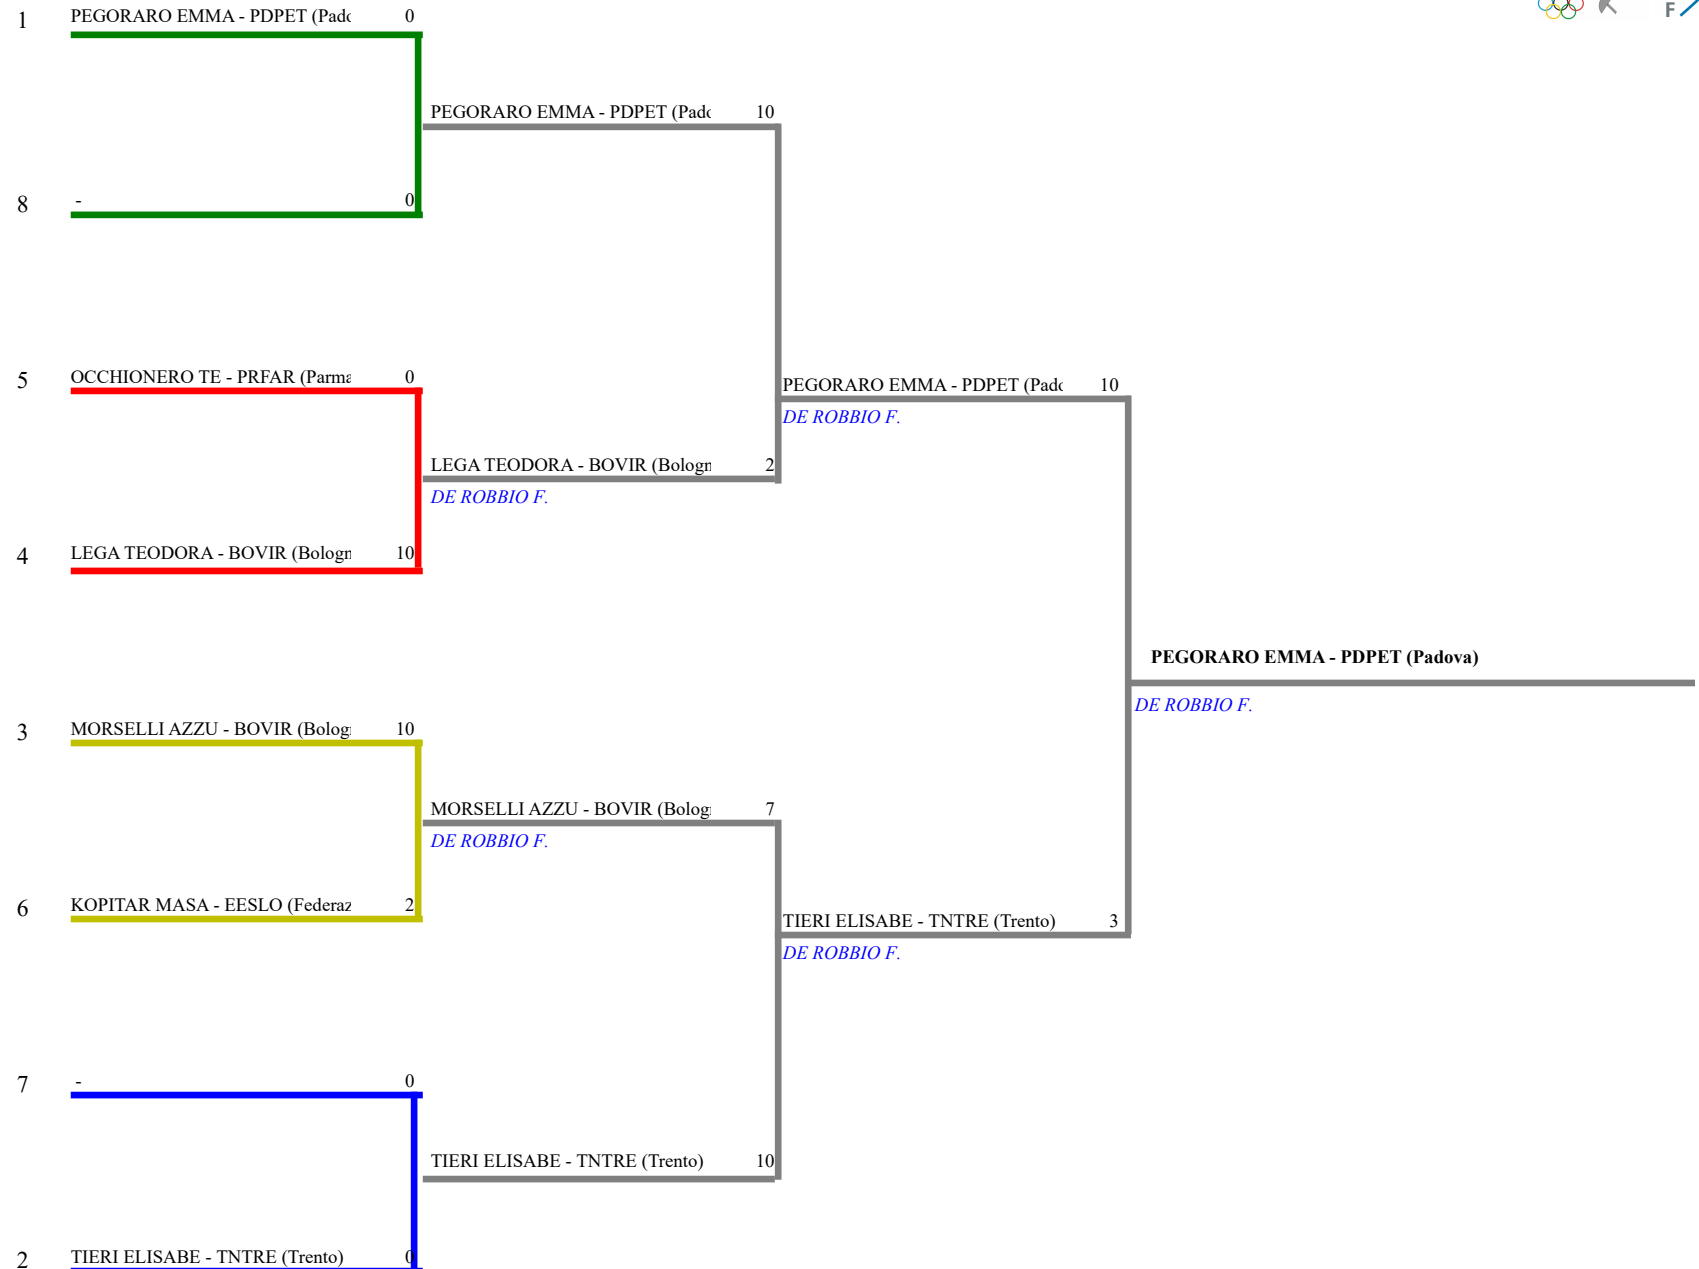 F
1 PEGORARO EMMA - PDPET (Pado 0
PEGORARO EMMA - PDPET (Pado 10
8 - 0
5 OCCHIONERO TE - PRFAR (Parma 0
PEGORARO EMMA - PDPET (Pado 10
DE ROBBIO F.
LEGA TEODORA - BOVIR (Bologn 2
DE ROBBIO F.
4 LEGA TEODORA - BOVIR (Bologn 10
PEGORARO EMMA - PDPET (Padova)
DE ROBBIO F.
3 MORSELLI AZZU - BOVIR (Bolog 10
MORSELLI AZZU - BOVIR (Bolog 7
DE ROBBIO F.
6 KOPITAR MASA - EESLO (Federaz 2
TIERI ELISABE - TNTRE (Trento) 3
DE ROBBIO F.
7 - 0
TIERI ELISABE - TNTRE (Trento) 10
2 TIERI ELISABE - TNTRE (Trento) 0